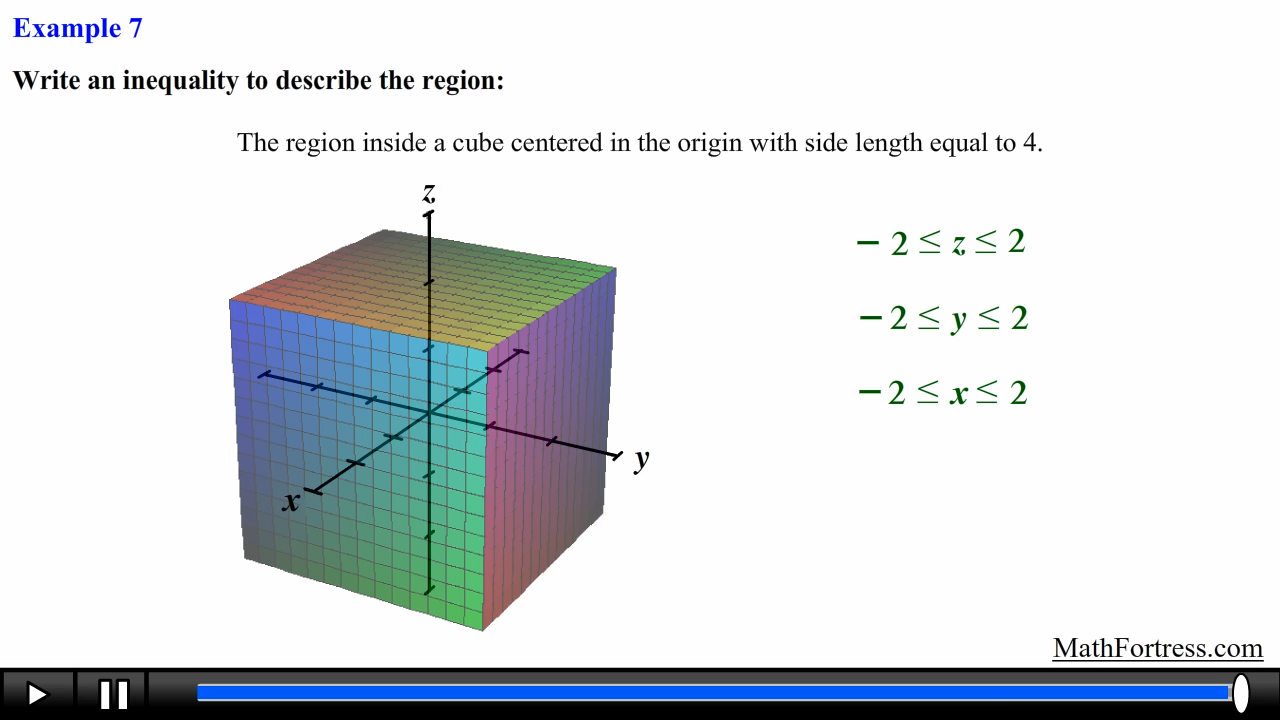 Example 7
Write an inequality to describe the region:
The region inside a cube centered in the origin with side length equal to 4.
z
− 2 ≤ z ≤ 2
− 2 ≤ y ≤ 2
− 2 ≤ x ≤ 2
y
x
MathFortress.com